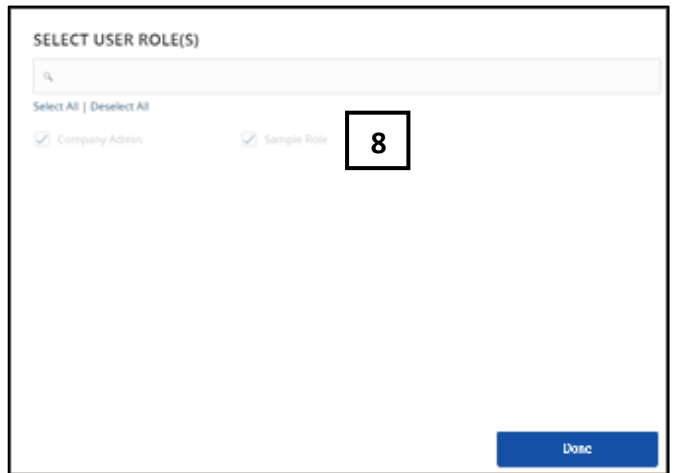 SELECT USER ROLE(S)
Select All | Deselect All
Company Admin Sample Role 8
Done